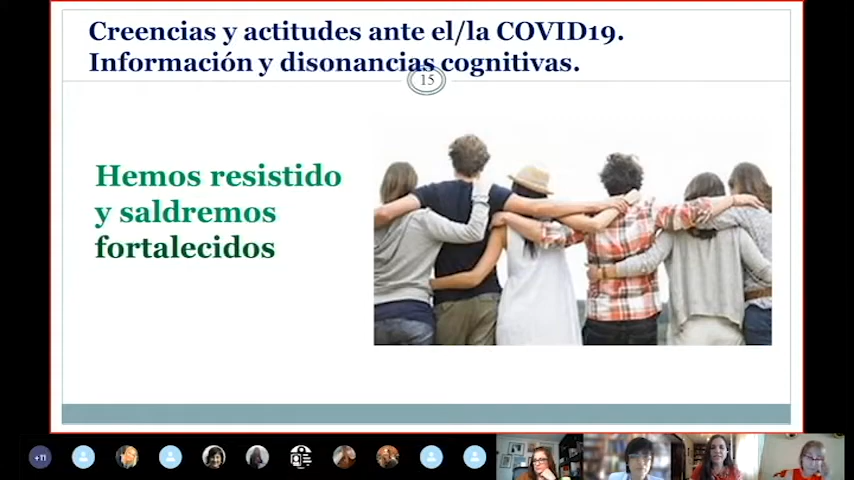 Creencias y actitudes ante el/la COVID19.
Información y disonancias cognitivas.
15
Hemos resistido
y saldremos
fortalecidos
+11